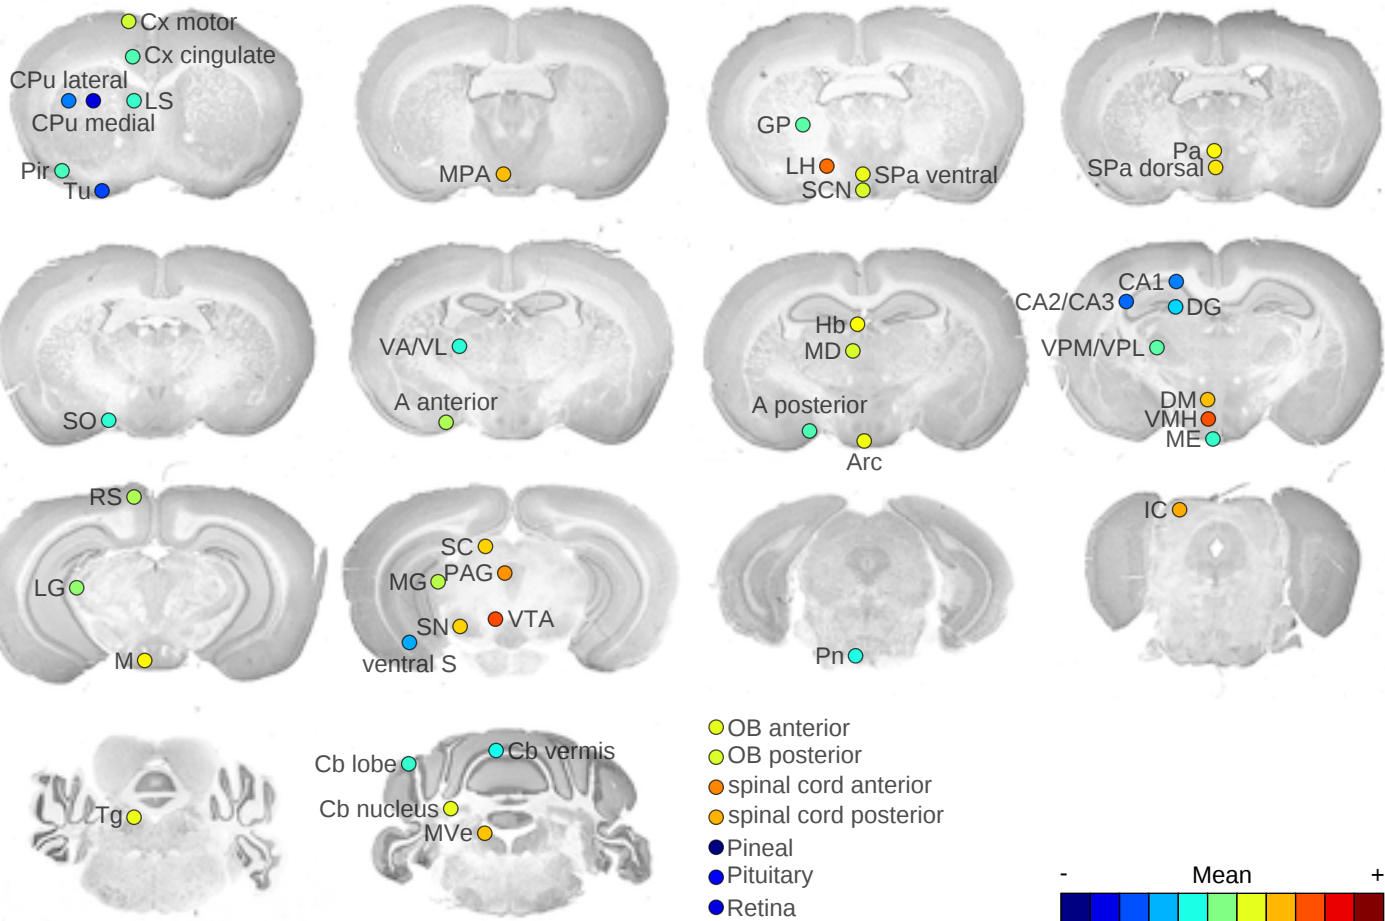 Cx motor
Cx cingulate
CPu lateral
LS
CPu medial
Pir
Tu
MPA
GP
LH
SPa ventral
SCN
Pa
SPa dorsal
SO
VA/VL
A anterior
Hb
MD
A posterior
Arc
CA1
CA2/CA3
DG
VPM/VPL
DM
VMH
ME
RS
LG
M
SC
PAG
MG
SN
VTA
ventral S
Pn
IC
Tg
Cb lobe
Cb vermis
Cb nucleus
MVe
OB anterior
OB posterior
spinal cord anterior
spinal cord posterior
Pineal
Pituitary
Retina
- Mean +